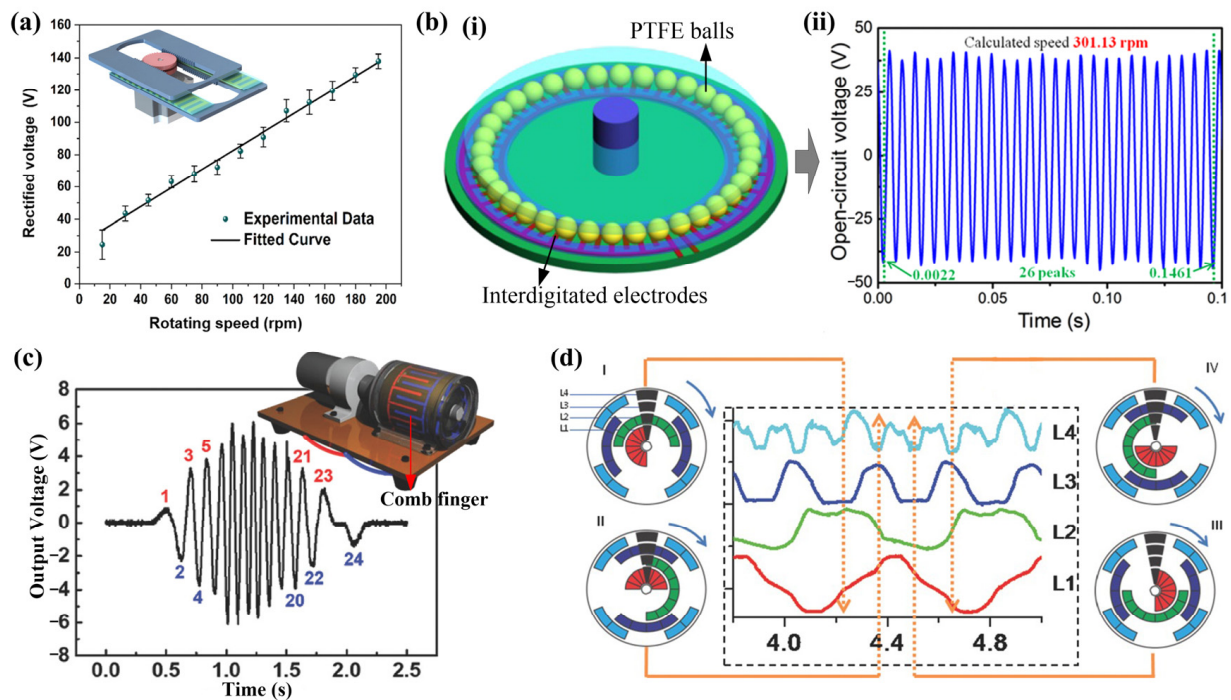 (a)
160
140
120
100
80
60
40
20
0
Rectified voltage (V)
Experimental Data
Fitted Curve
0 20 40 60 80 100 120 140 160 180 200
Rotating speed (rpm)
(b) (i)
PTFE balls
Interdigitated electrodes
(ii)
50
25
0
−25
−50
Open-circuit voltage (V)
Calculated speed 301.13 rpm
0.0022
26 peaks
0.1461
0.00 0.05 0.10 0.1
Time (s)
(c)
8
6
4
2
0
−2
−4
−6
−8
Output Voltage (V)
1
3
5
21
23
2
4
20
22
24
Comb finger
0.0 0.5 1.0 1.5 2.0 2.5
Time (s)
(d)
I
L4
L3
L2
L1
II
L4
L3
L2
L1
4.0 4.4 4.8
IV
III